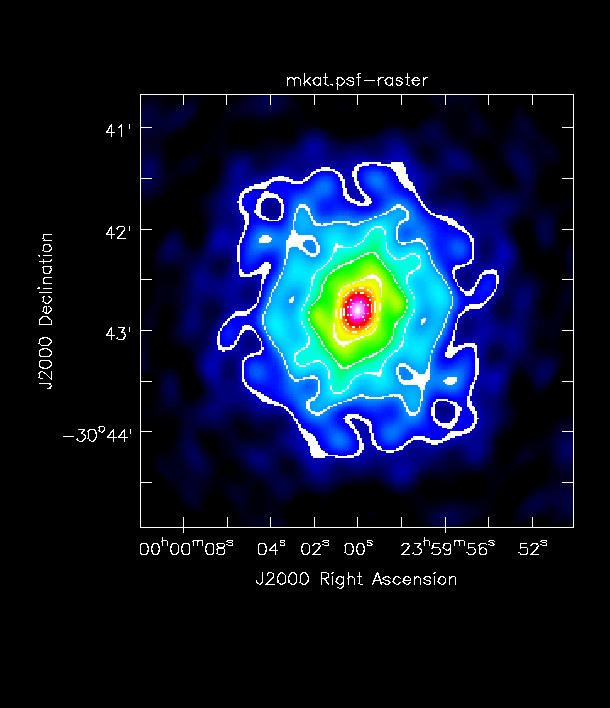 mkat.psf-raster
41'
42'
43'
-30°44'
J2000 Declination
00ʰ00ᵐ08ˢ 04ˢ 02ˢ 00ˢ 23ʰ59ᵐ56ˢ 52ˢ
J2000 Right Ascension